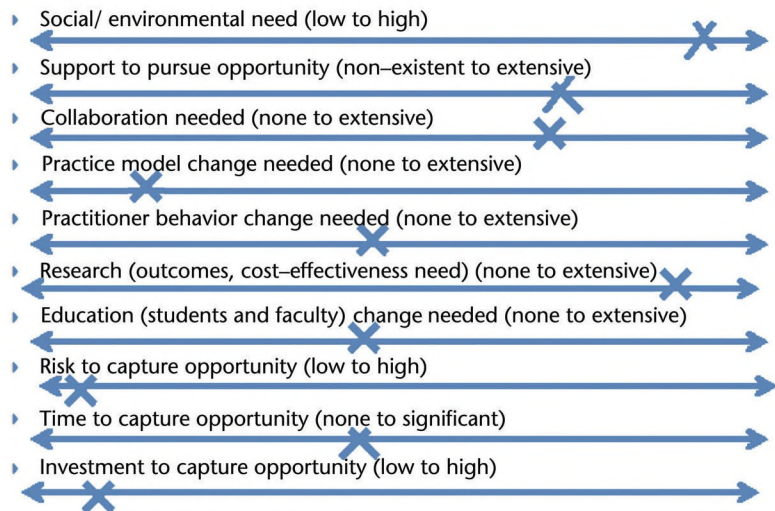 Social/ environmental need (low to high)
Support to pursue opportunity (non–existent to extensive)
Collaboration needed (none to extensive)
Practice model change needed (none to extensive)
Practitioner behavior change needed (none to extensive)
Research (outcomes, cost–effectiveness need) (none to extensive)
Education (students and faculty) change needed (none to extensive)
Risk to capture opportunity (low to high)
Time to capture opportunity (none to significant)
Investment to capture opportunity (low to high)